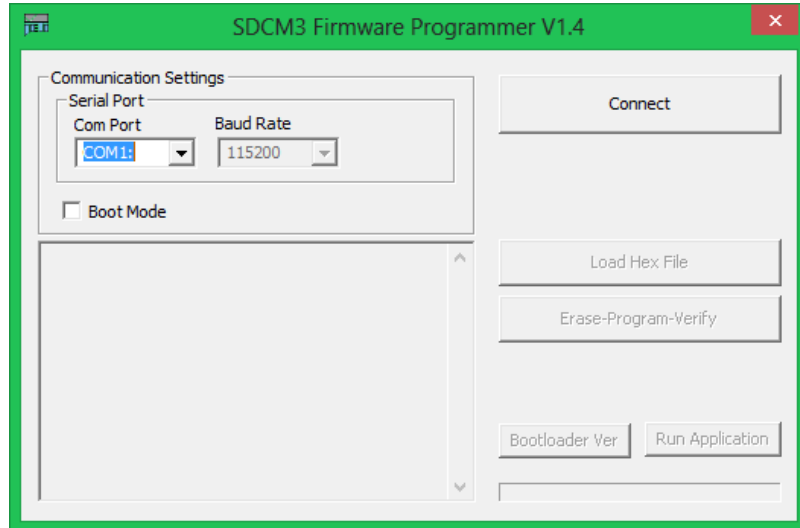 SDCM3 Firmware Programmer V1.4
Communication Settings
Serial Port
Com Port
Baud Rate
COM1:
115200
Boot Mode
Connect
Load Hex File
Erase-Program-Verify
Bootloader Ver
Run Application